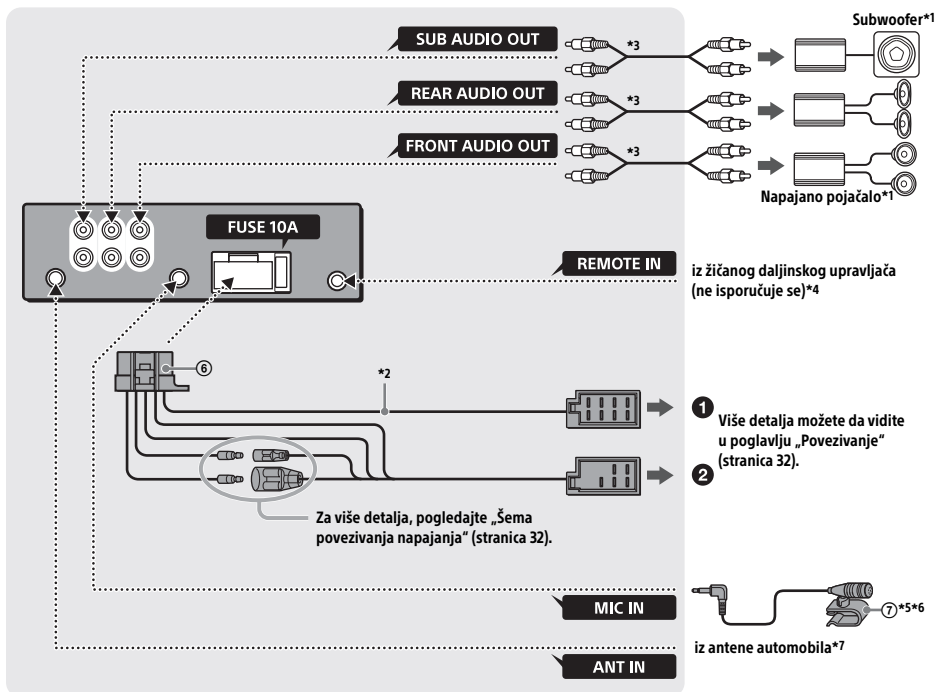 Subwoofer*1
SUB AUDIO OUT
*3
REAR AUDIO OUT
*3
FRONT AUDIO OUT
*3
Napajano pojačalo*1
FUSE 10A
REMOTE IN
iz žičanog daljinskog upravljača
(ne isporučuje se)*4
⑥
*2
❶
Više detalja možete da vidite
u poglavlju „Povezivanje“
(stranica 32).
❷
Za više detalja, pogledajte „Šema
povezivanja napajanja“ (stranica 32).
MIC IN
⑦*5*6
iz antene automobila*7
ANT IN